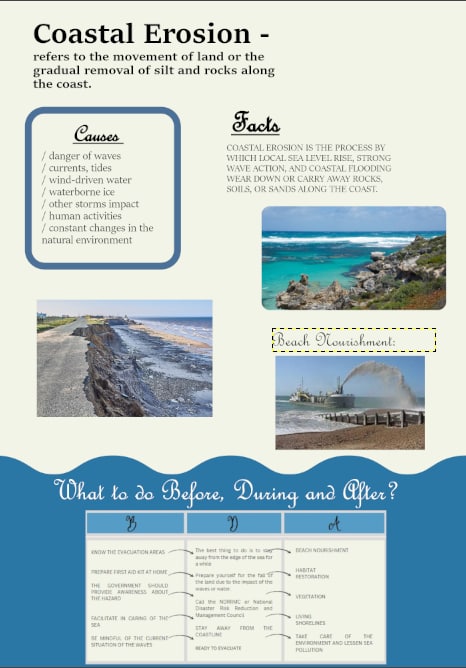 Coastal Erosion -
refers to the movement of land or the
gradual removal of silt and rocks along
the coast.
Causes
/ danger of waves
/ currents, tides
/ wind-driven water
/ waterborne ice
/ other storms impact
/ human activities
/ constant changes in the
natural environment
Facts
COASTAL EROSION IS THE PROCESS BY
WHICH LOCAL SEA LEVEL RISE, STRONG
WAVE ACTION, AND COASTAL FLOODING
WEAR DOWN OR CARRY AWAY ROCKS,
SOILS, OR SANDS ALONG THE COAST.
Beach Nourishment:
What to do Before, During and After?
B
D
A
KNOW THE EVACUATION AREAS
PREPARE FIRST AID KIT AT HOME
THE GOVERNMENT SHOULD
PROVIDE AWARENESS ABOUT
THE HAZARD
FACILITATE IN CARING OF THE
SEA
BE MINDFUL OF THE CURRENT
SITUATION OF THE WAVES
The best thing to do is to stay
away from the edge of the sea for
a while
Prepare yourself for the fall of
the land due to the impact of the
waves or water.
Call the NDRRMC or National
Disaster Risk Reduction and
Management Council
STAY AWAY FROM THE
COASTLINE
READY TO EVACUATE
BEACH NOURISHMENT
HABITAT
RESTORATION
VEGETATION
LIVING
SHORELINES
TAKE CARE OF THE
ENVIRONMENT AND LESSEN SEA
POLLUTION